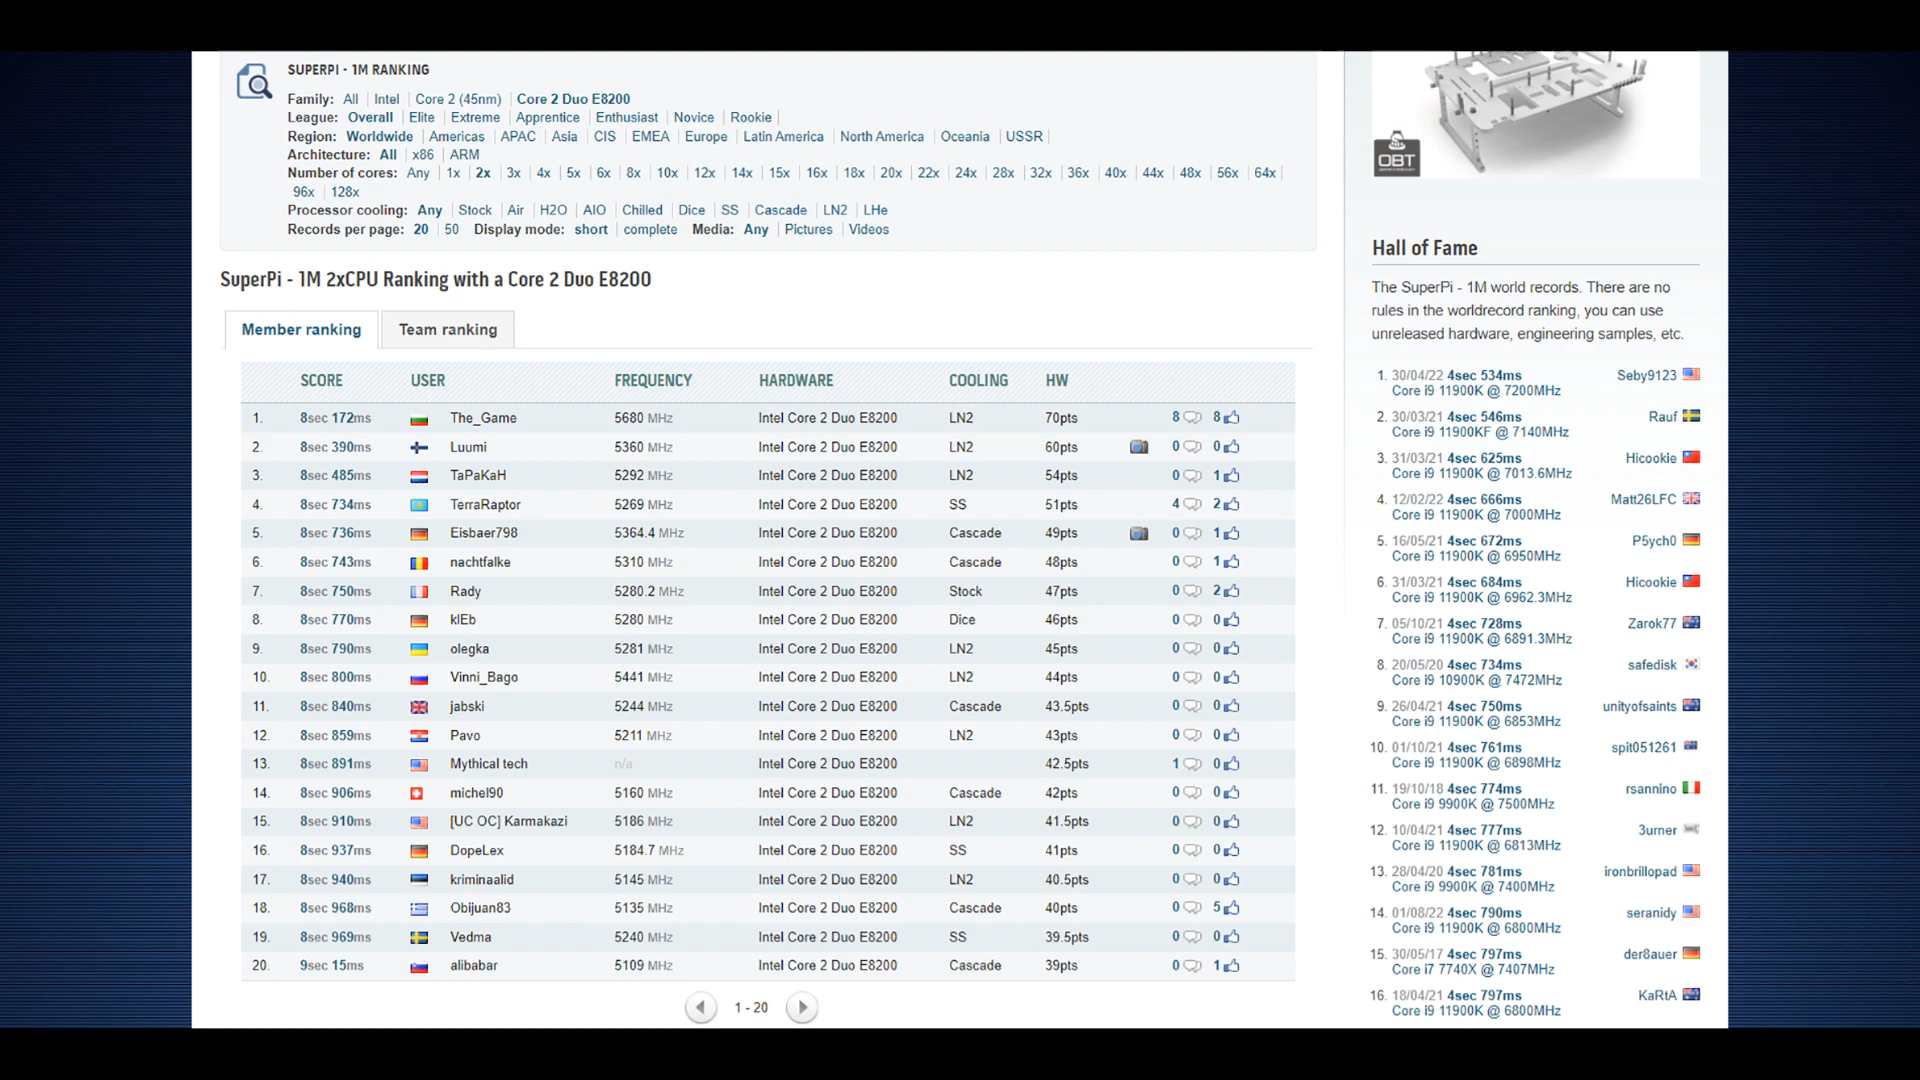 SUPERPI - 1M RANKING
Family: All Intel Core 2 (45nm) Core 2 Duo E8200
League: Overall Elite Extreme Apprentice Enthusiast Novice Rookie
Region: Worldwide Americas APAC Asia CIS EMEA Europe Latin America North America Oceania USSR
Architecture: All x86 ARM
Number of cores: Any 1x 2x 3x 4x 5x 6x 8x 10x 12x 14x 15x 16x 18x 20x 22x 24x 28x 32x 36x 40x 44x 48x 56x 64x
96x 128x
Processor cooling: Any Stock Air H2O AIO Chilled Dice SS Cascade LN2 LHe
Records per page: 20 50 Display mode: short complete Media: Any Pictures Videos
SuperPi - 1M 2xCPU Ranking with a Core 2 Duo E8200
Member ranking Team ranking
SCORE USER FREQUENCY HARDWARE COOLING HW
1. 8sec 172ms The_Game 5680 MHz Intel Core 2 Duo E8200 LN2 70pts 8 8
2. 8sec 390ms Luumi 5360 MHz Intel Core 2 Duo E8200 LN2 60pts 0 0
3. 8sec 485ms TaPaKaH 5292 MHz Intel Core 2 Duo E8200 LN2 54pts 0 1
4. 8sec 734ms TerraRaptor 5269 MHz Intel Core 2 Duo E8200 SS 51pts 4 2
5. 8sec 736ms Eisbaer798 5364.4 MHz Intel Core 2 Duo E8200 Cascade 49pts 0 1
6. 8sec 743ms nachtfalke 5310 MHz Intel Core 2 Duo E8200 Cascade 48pts 0 1
7. 8sec 750ms Rady 5280.2 MHz Intel Core 2 Duo E8200 Stock 47pts 0 2
8. 8sec 770ms klEb 5280 MHz Intel Core 2 Duo E8200 Dice 46pts 0 0
9. 8sec 790ms olegka 5281 MHz Intel Core 2 Duo E8200 LN2 45pts 0 0
10. 8sec 800ms Vinni_Bago 5441 MHz Intel Core 2 Duo E8200 LN2 44pts 0 0
11. 8sec 840ms jabski 5244 MHz Intel Core 2 Duo E8200 Cascade 43.5pts 0 0
12. 8sec 859ms Pavo 5211 MHz Intel Core 2 Duo E8200 LN2 43pts 0 0
13. 8sec 891ms Mythical tech n/a Intel Core 2 Duo E8200 42.5pts 1 0
14. 8sec 906ms michel90 5160 MHz Intel Core 2 Duo E8200 Cascade 42pts 0 0
15. 8sec 910ms [UC OC] Karmakazi 5186 MHz Intel Core 2 Duo E8200 LN2 41.5pts 0 0
16. 8sec 937ms DopeLex 5184.7 MHz Intel Core 2 Duo E8200 SS 41pts 0 0
17. 8sec 940ms kriminaalid 5145 MHz Intel Core 2 Duo E8200 LN2 40.5pts 0 0
18. 8sec 968ms Obijuan83 5135 MHz Intel Core 2 Duo E8200 Cascade 40pts 0 5
19. 8sec 969ms Vedma 5240 MHz Intel Core 2 Duo E8200 SS 39.5pts 0 0
20. 9sec 15ms alibabar 5109 MHz Intel Core 2 Duo E8200 Cascade 39pts 0 1
1 - 20
OBT
Hall of Fame
The SuperPi - 1M world records. There are no
rules in the worldrecord ranking, you can use
unreleased hardware, engineering samples, etc.
1. 30/04/22 4sec 534ms Seby9123
Core i9 11900K @ 7200MHz
2. 30/03/21 4sec 546ms Rauf
Core i9 11900KF @ 7140MHz
3. 31/03/21 4sec 625ms Hicookie
Core i9 11900K @ 7013.6MHz
4. 12/02/22 4sec 666ms Matt26LFC
Core i9 11900K @ 7000MHz
5. 16/05/21 4sec 672ms P5ych0
Core i9 11900K @ 6950MHz
6. 31/03/21 4sec 684ms Hicookie
Core i9 11900K @ 6962.3MHz
7. 05/10/21 4sec 728ms Zarok77
Core i9 11900K @ 6891.3MHz
8. 20/05/20 4sec 734ms safedisk
Core i9 10900K @ 7472MHz
9. 26/04/21 4sec 750ms unityofsaints
Core i9 11900K @ 6853MHz
10. 01/10/21 4sec 761ms spit051261
Core i9 11900K @ 6898MHz
11. 19/10/18 4sec 774ms rsannino
Core i9 9900K @ 7500MHz
12. 10/04/21 4sec 777ms 3urner
Core i9 11900K @ 6813MHz
13. 28/04/20 4sec 781ms ironbrillopad
Core i9 9900K @ 7400MHz
14. 01/08/22 4sec 790ms seranidy
Core i9 11900K @ 6800MHz
15. 30/05/17 4sec 797ms der8auer
Core i7 7740X @ 7407MHz
16. 18/04/21 4sec 797ms KaRtA
Core i9 11900K @ 6800MHz